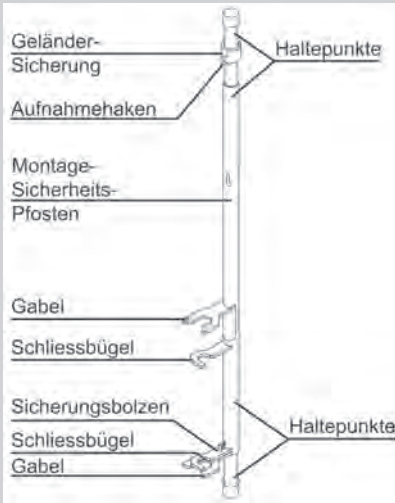 Geländer-
Sicherung
Haltepunkte
Aufnahmehaken
Montage-
Sicherheits-
Pfosten
Gabel
Schliessbügel
Sicherungsbolzen
Schliessbügel
Haltepunkte
Gabel